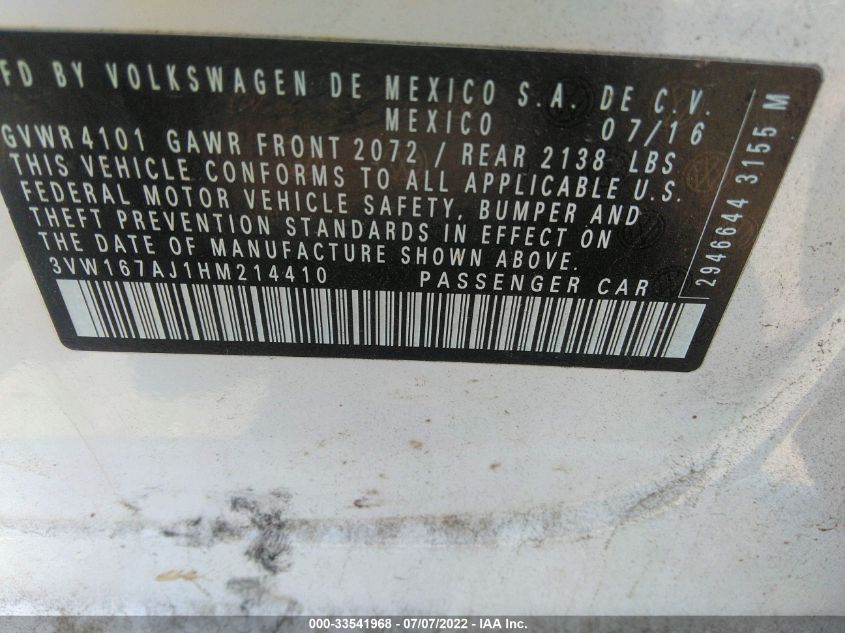 FD BY VOLKSWAGEN DE MEXICO S.A. DE C.V.
MEXICO 07/16
GVWR 4101 GAWR FRONT 2072 / REAR 2138 LBS
THIS VEHICLE CONFORMS TO ALL APPLICABLE U.S.
FEDERAL MOTOR VEHICLE SAFETY, BUMPER AND
THEFT PREVENTION STANDARDS IN EFFECT ON
THE DATE OF MANUFACTURE SHOWN ABOVE.
3VW167AJ1HM214410 PASSENGER CAR
2946644 3155 M
000-33541968 - 07/07/2022 - IAA Inc.